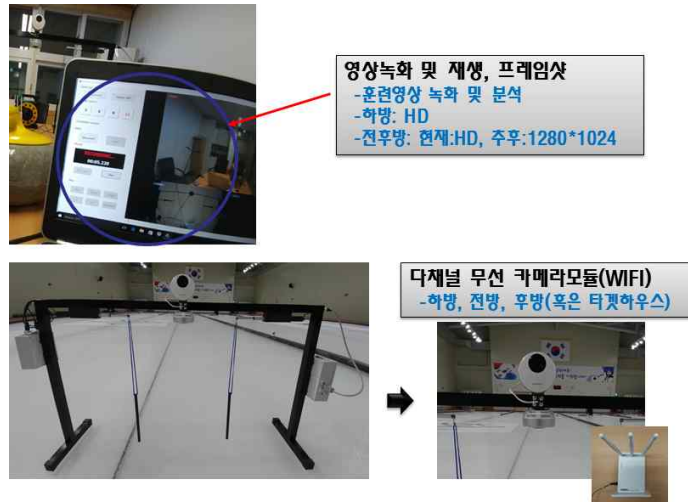 영상녹화 및 재생, 프레임샷
-훈련영상 녹화 및 분석
-하방: HD
-전후방: 현재:HD, 추후:1280*1024
다채널 무선 카메라모듈(WIFI)
-하방, 전방, 후방(혹은 타겟하우스)